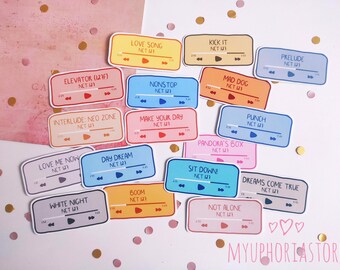 LOVE SONG
NCT 127
KICK IT
NCT 127
PRELUDE
NCT 127
ELEVATOR (127F)
NCT 127
NONSTOP
NCT 127
MAD DOG
NCT 127
INTERLUDE: NEO ZONE
NCT 127
MAKE YOUR DAY
NCT 127
PUNCH
NCT 127
PANDORA'S BOX
LOVE ME NOW
NCT 127
DAY DREAM
NCT 127
SIT DOWN!
NCT 127
DREAMS COME TRUE
NCT 127
WHITE NIGHT
NCT 127
BOOM
NCT 127
NOT ALONE
NCT 127
MYUPHORIASTOR